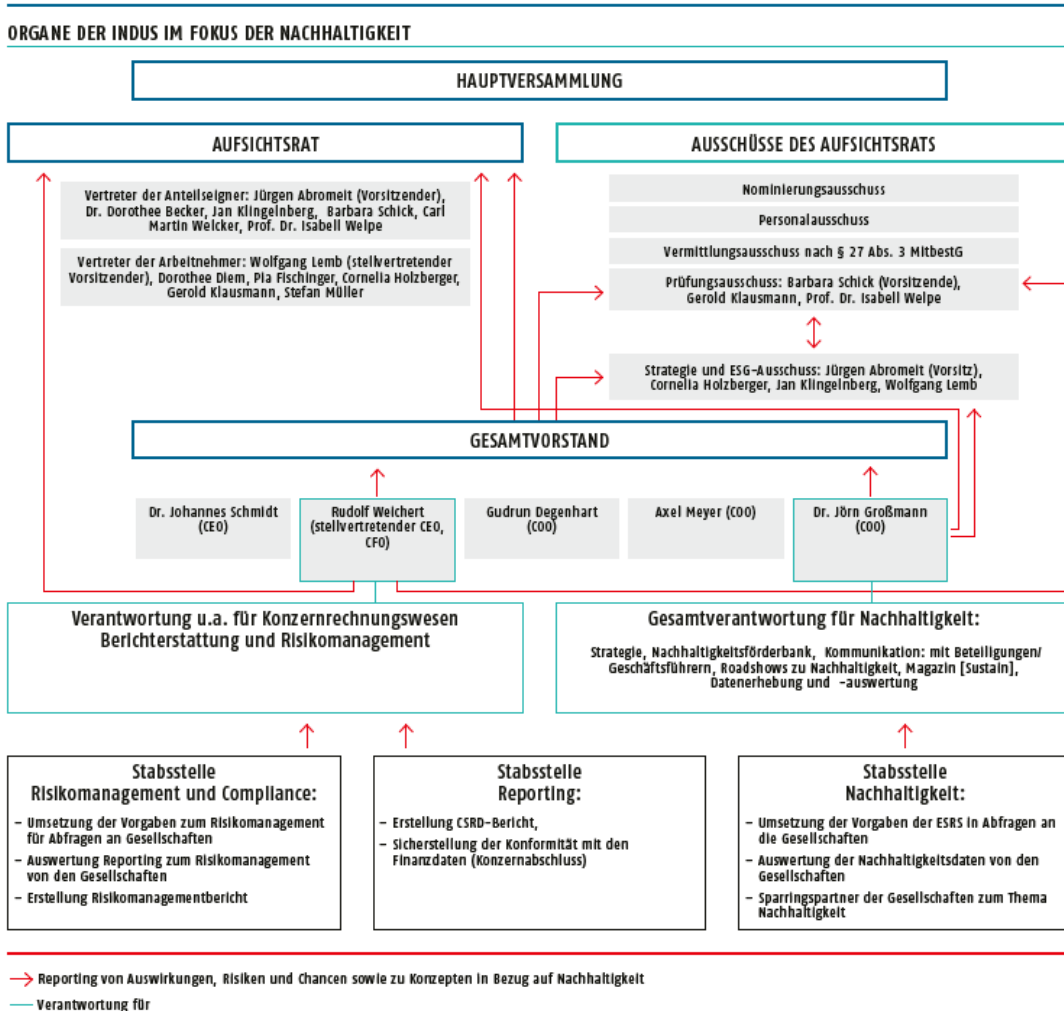 ORGANE DER INDUS IM FOKUS DER NACHHALTIGKEIT
HAUPTVERSAMMLUNG
AUFSICHTSRAT
Vertreter der Anteilseigner: Jürgen Abromeit (Vorsitzender),
Dr. Dorothee Becker, Jan Klingelnberg, Barbara Schick, Carl
Martin Welcker, Prof. Dr. Isabell Welpe
Vertreter der Arbeitnehmer: Wolfgang Lemb (stellvertretender
Vorsitzender), Dorothee Diem, Pia Fischinger, Cornelia Holzberger,
Gerold Klausmann, Stefan Müller
AUSSCHÜSSE DES AUFSICHTSRATS
Nominierungsausschuss
Personalausschuss
Vermittlungsausschuss nach § 27 Abs. 3 MitbestG
Prüfungsausschuss: Barbara Schick (Vorsitzende),
Gerold Klausmann, Prof. Dr. Isabell Welpe
Strategie und ESG-Ausschuss: Jürgen Abromeit (Vorsitz),
Cornelia Holzberger, Jan Klingelnberg, Wolfgang Lemb
GESAMTVORSTAND
Dr. Johannes Schmidt
(CEO)
Rudolf Weichert
(stellvertretender CEO,
CFO)
Gudrun Degenhart
(COO)
Axel Meyer (COO)
Dr. Jörn Großmann
(COO)
Verantwortung u.a. für Konzernrechnungswesen
Berichterstattung und Risikomanagement
Gesamtverantwortung für Nachhaltigkeit:
Strategie, Nachhaltigkeitsförderbank, Kommunikation: mit Beteiligungen/
Geschäftsführern, Roadshows zu Nachhaltigkeit, Magazin [Sustain],
Datenerhebung und -auswertung
Stabsstelle
Risikomanagement und Compliance:
– Umsetzung der Vorgaben zum Risikomanagement
für Abfragen an Gesellschaften
– Auswertung Reporting zum Risikomanagement
von den Gesellschaften
– Erstellung Risikomanagementbericht
Stabsstelle
Reporting:
– Erstellung CSRD-Bericht,
– Sicherstellung der Konformität mit den
Finanzdaten (Konzernabschluss)
Stabsstelle
Nachhaltigkeit:
– Umsetzung der Vorgaben der ESRS in Abfragen an
die Gesellschaften
– Auswertung der Nachhaltigkeitsdaten von den
Gesellschaften
– Sparringspartner der Gesellschaften zum Thema
Nachhaltigkeit
Reporting von Auswirkungen, Risiken und Chancen sowie zu Konzepten in Bezug auf Nachhaltigkeit
Verantwortung für